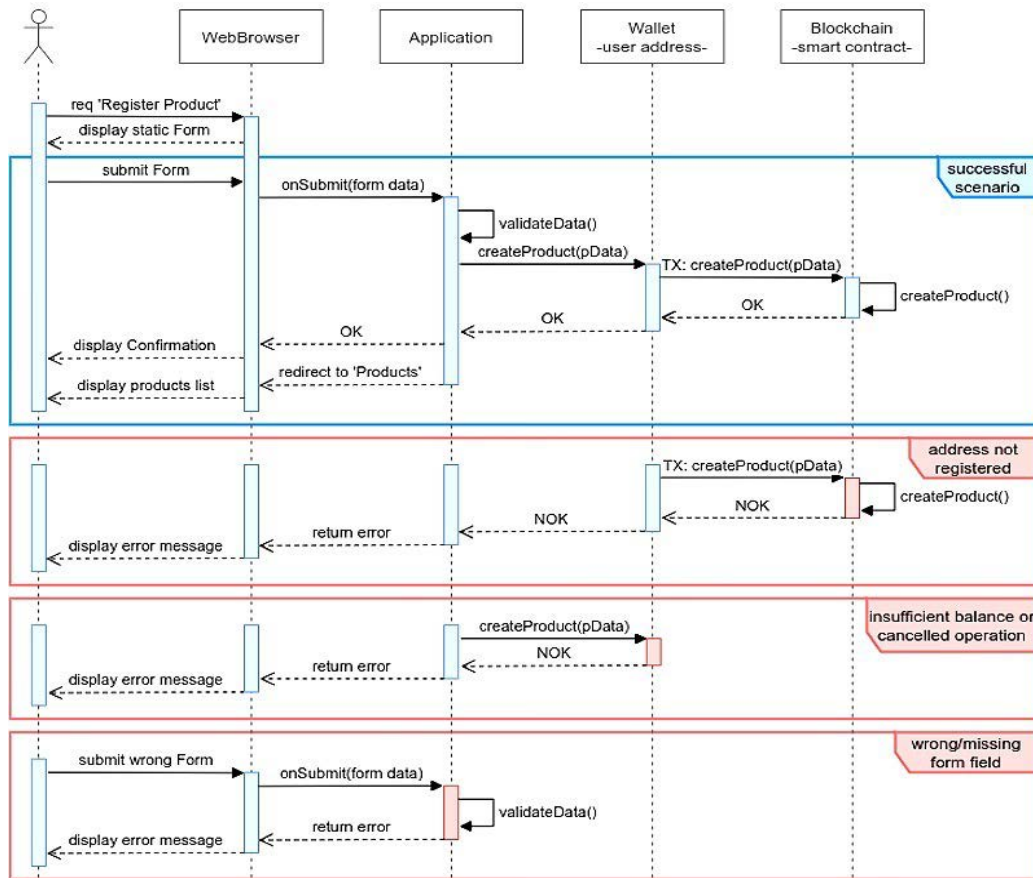 WebBrowser
Application
Wallet
-user address-
Blockchain
-smart contract-
req 'Register Product'
display static Form
successful
scenario
submit Form
onSubmit(form data)
validateData()
createProduct(pData)
TX: createProduct(pData)
createProduct()
OK
OK
OK
display Confirmation
redirect to 'Products'
display products list
address not
registered
TX: createProduct(pData)
createProduct()
NOK
NOK
return error
display error message
insufficient balance or
cancelled operation
createProduct(pData)
NOK
return error
display error message
wrong/missing
form field
submit wrong Form
onSubmit(form data)
validateData()
return error
display error message